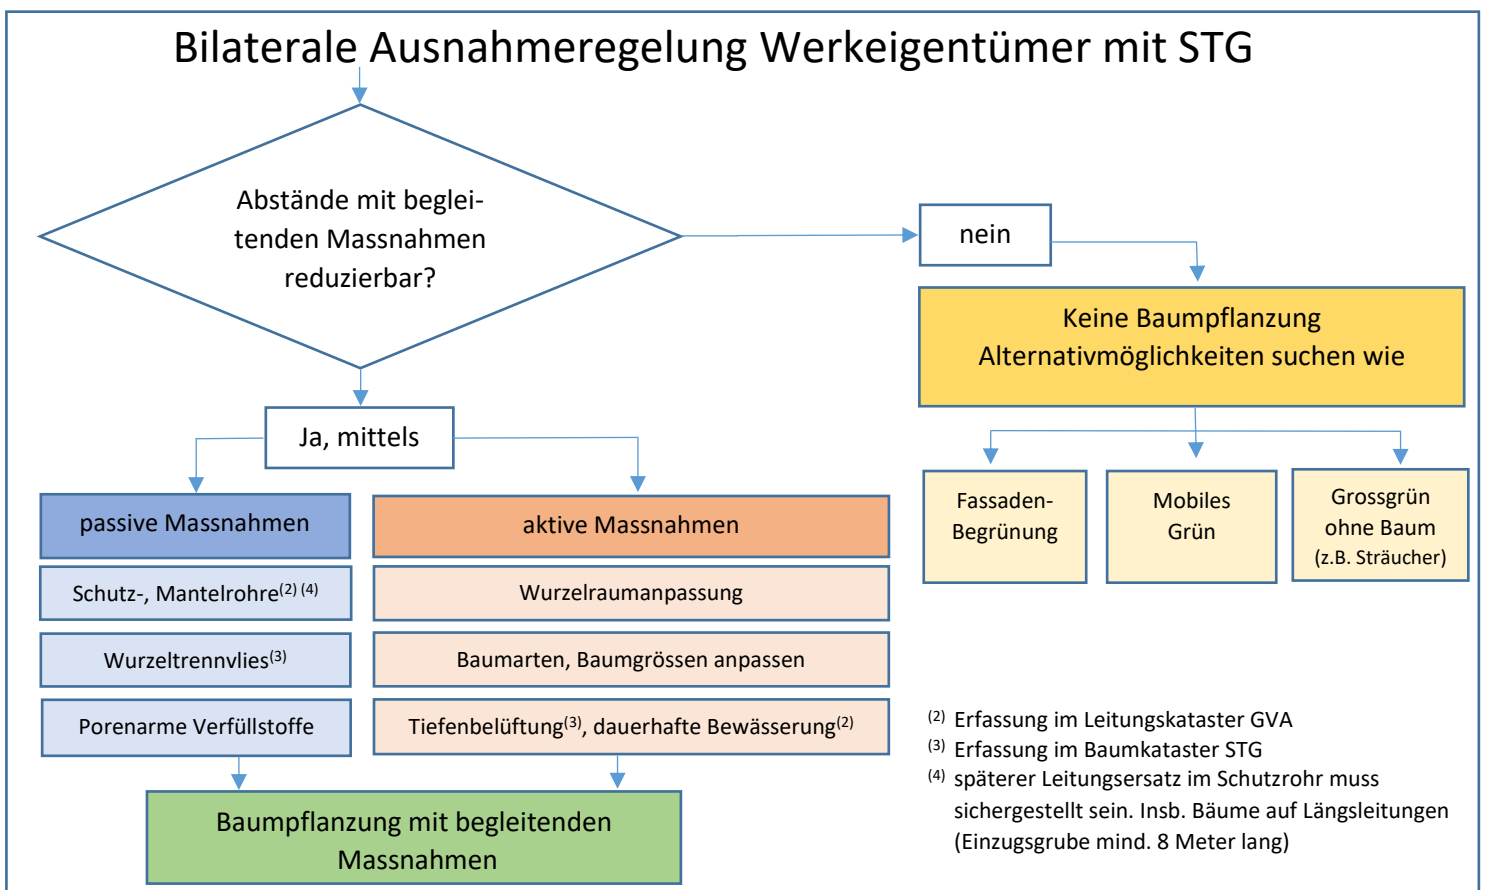 Bilaterale Ausnahmeregelung Werkeigentümer mit STG
Abstände mit beglei-
tenden Massnahmen
reduzierbar?
nein
Keine Baumpflanzung
Alternativmöglichkeiten suchen wie
Ja, mittels
Fassaden-
Begrünung
Mobiles
Grün
Grossgrün
ohne Baum
(z.B. Sträucher)
passive Massnahmen
Schutz-, Mantelrohre(2) (4)
Wurzeltrennvlies(3)
Porenarme Verfüllstoffe
aktive Massnahmen
Wurzelraumanpassung
Baumarten, Baumgrössen anpassen
Tiefenbelüftung(3), dauerhafte Bewässerung(2)
Baumpflanzung mit begleitenden
Massnahmen
(2) Erfassung im Leitungskataster GVA
(3) Erfassung im Baumkataster STG
(4) späterer Leitungsersatz im Schutzrohr muss
sichergestellt sein. Insb. Bäume auf Längsleitungen
(Einzugsgrube mind. 8 Meter lang)